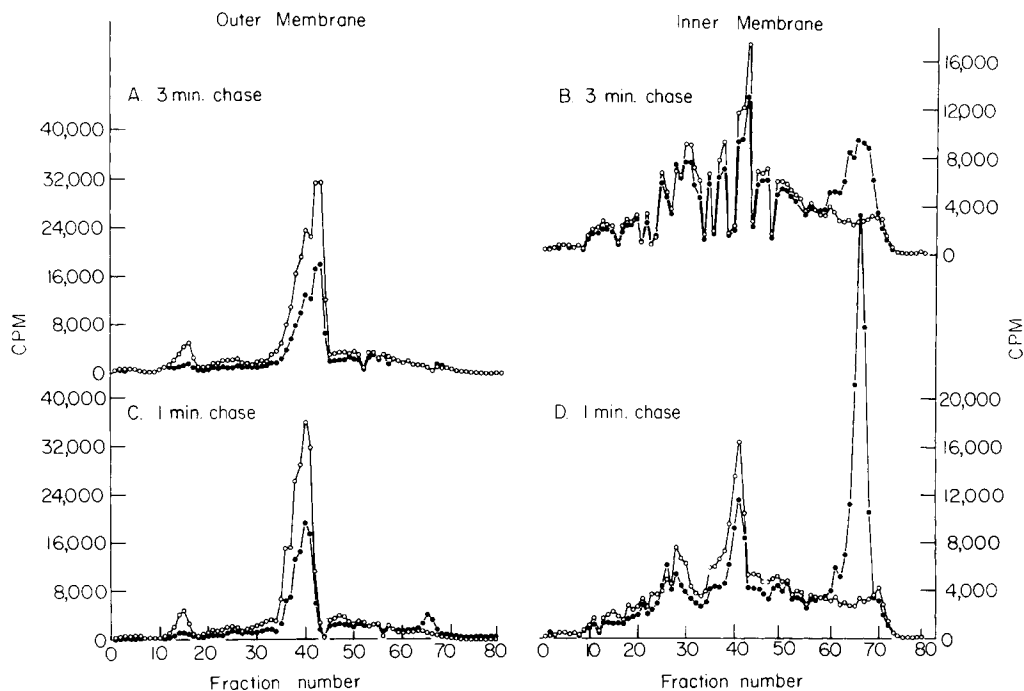 Outer Membrane
Inner Membrane
A. 3 min. chase
40,000
32,000
24,000
16,000
8,000
0
B. 3 min. chase
16,000
12,000
8,000
4,000
0
CPM
CPM
C. 1 min. chase
40,000
32,000
24,000
16,000
8,000
0
0 10 20 30 40 50 60 70 80
Fraction number
D. 1 min. chase
20,000
16,000
12,000
8,000
4,000
0
0 10 20 30 40 50 60 70 80
Fraction number